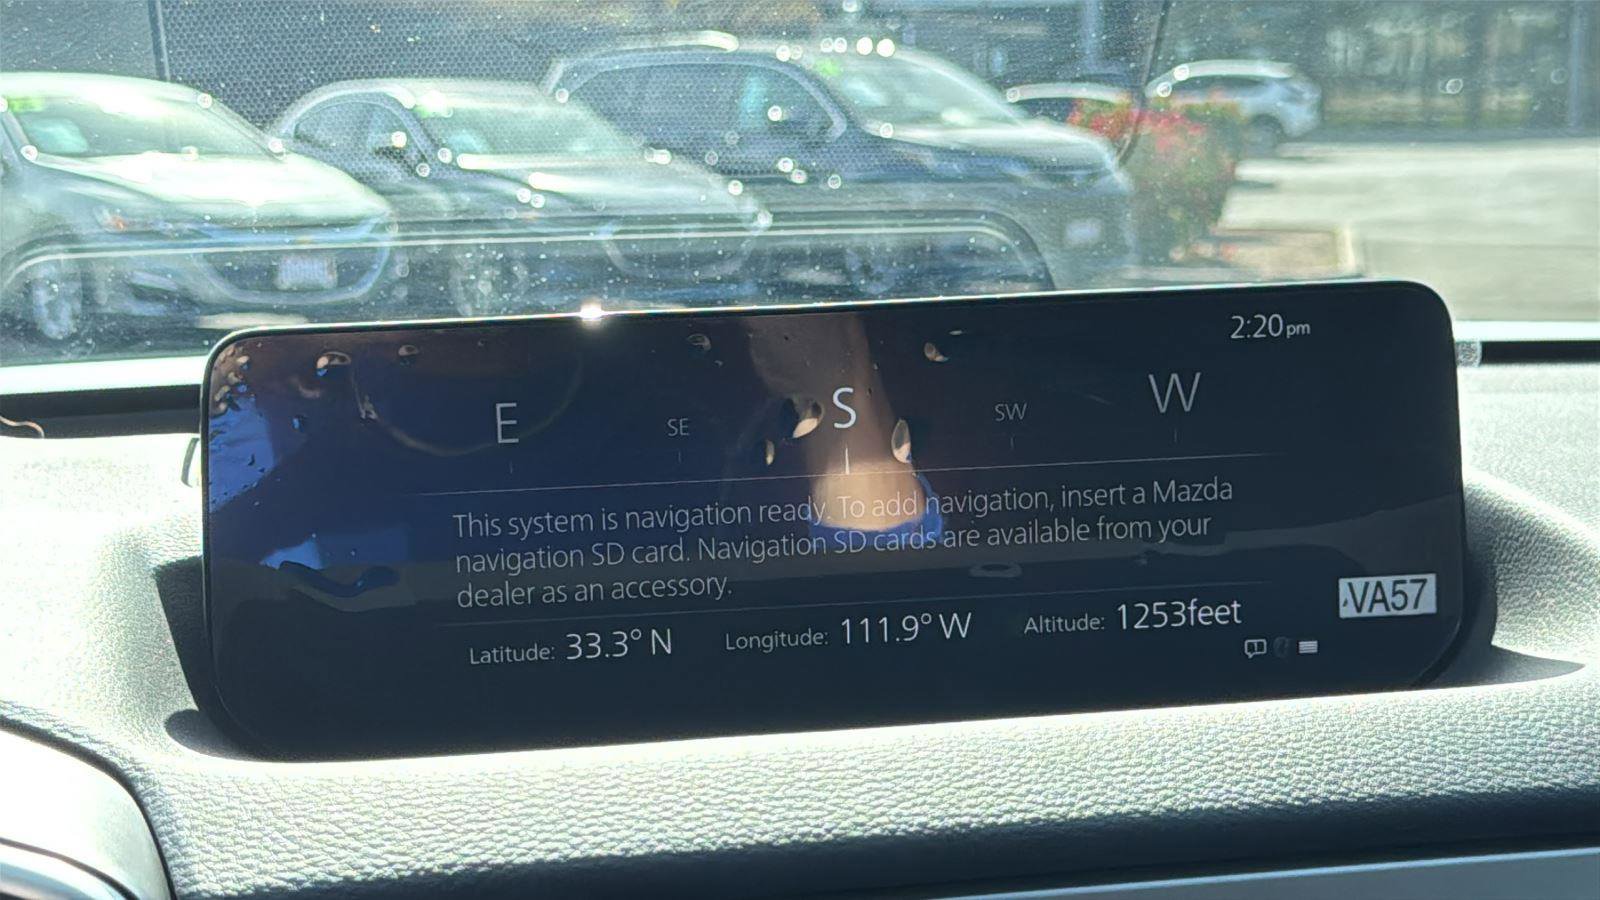 2:20pm
E SE S SW W
This system is navigation ready. To add navigation, insert a Mazda
navigation SD card. Navigation SD cards are available from your
dealer as an accessory.
Latitude: 33.3° N Longitude: 111.9° W Altitude: 1253feet
VA57